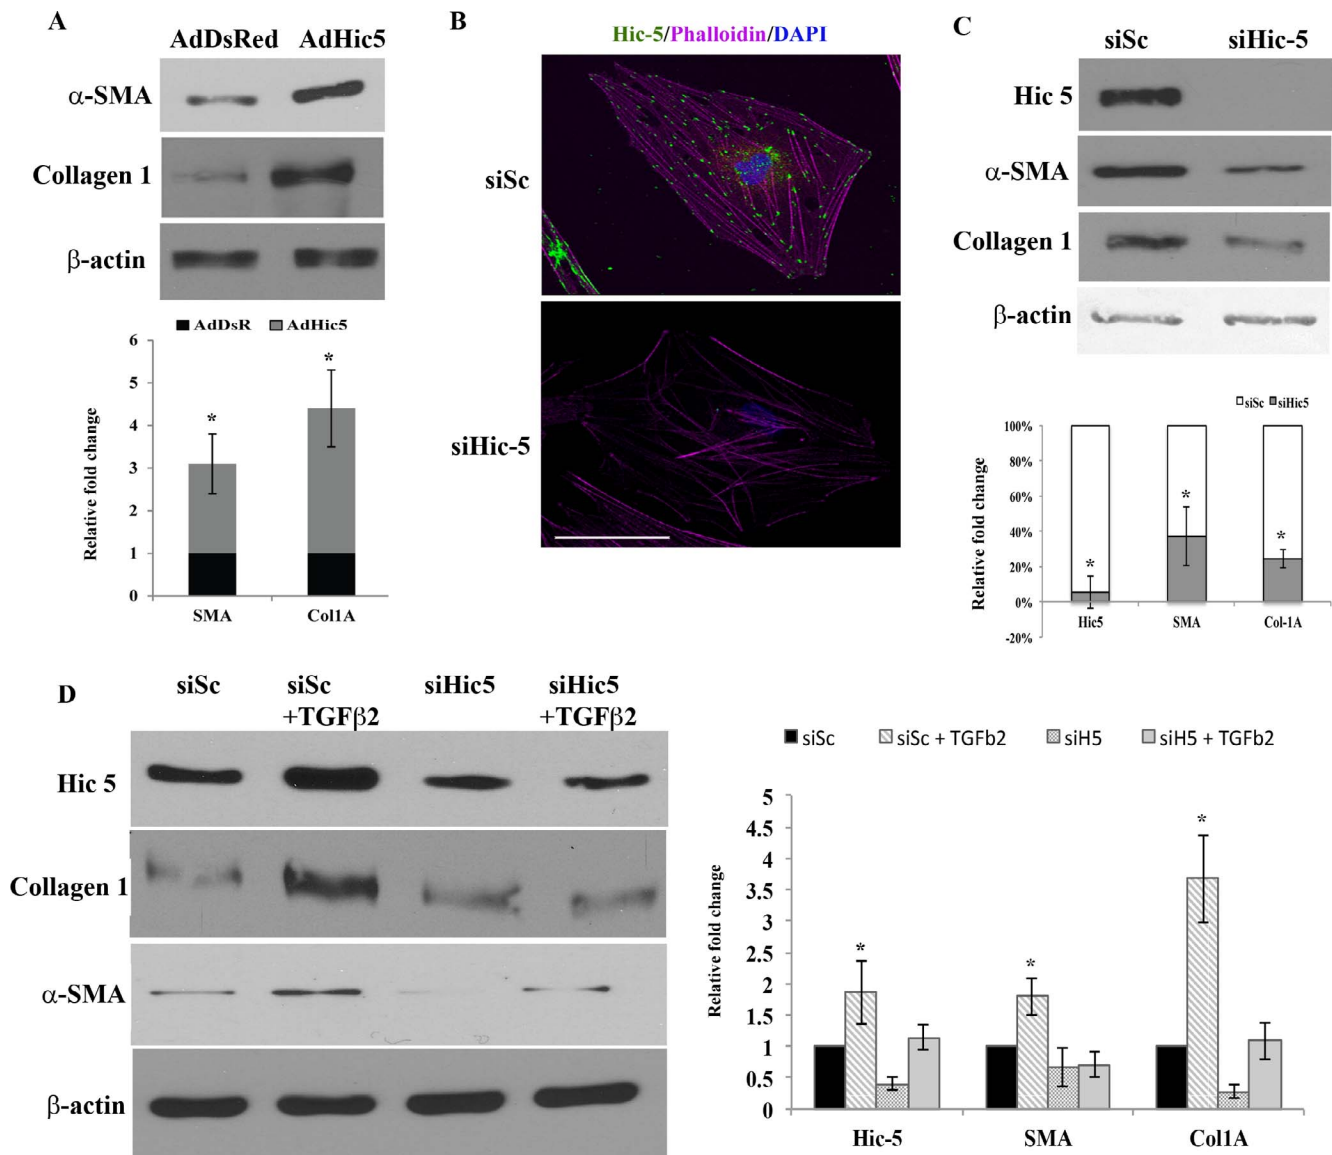 A
AdDsRed AdHic5
α-SMA
Collagen 1
β-actin
AdDsR AdHic5
Relative fold change
6
5
4
3
2
1
0
*
*
SMA Col1A
B
Hic-5/Phalloidin/DAPI
siSc
siHic-5
C
siSc siHic-5
Hic 5
α-SMA
Collagen 1
β-actin
siSc siHic5
Relative fold change
100%
80%
60%
40%
20%
0%
-20%
*
*
*
Hic5 SMA Col-1A
D
siSc siSc +TGFβ2 siHic5 siHic5 +TGFβ2
Hic 5
Collagen 1
α-SMA
β-actin
siSc siSc + TGFb2 siH5 siH5 + TGFb2
Relative fold change
5
4.5
4
3.5
3
2.5
2
1.5
1
0.5
0
*
*
*
Hic-5 SMA Col1A